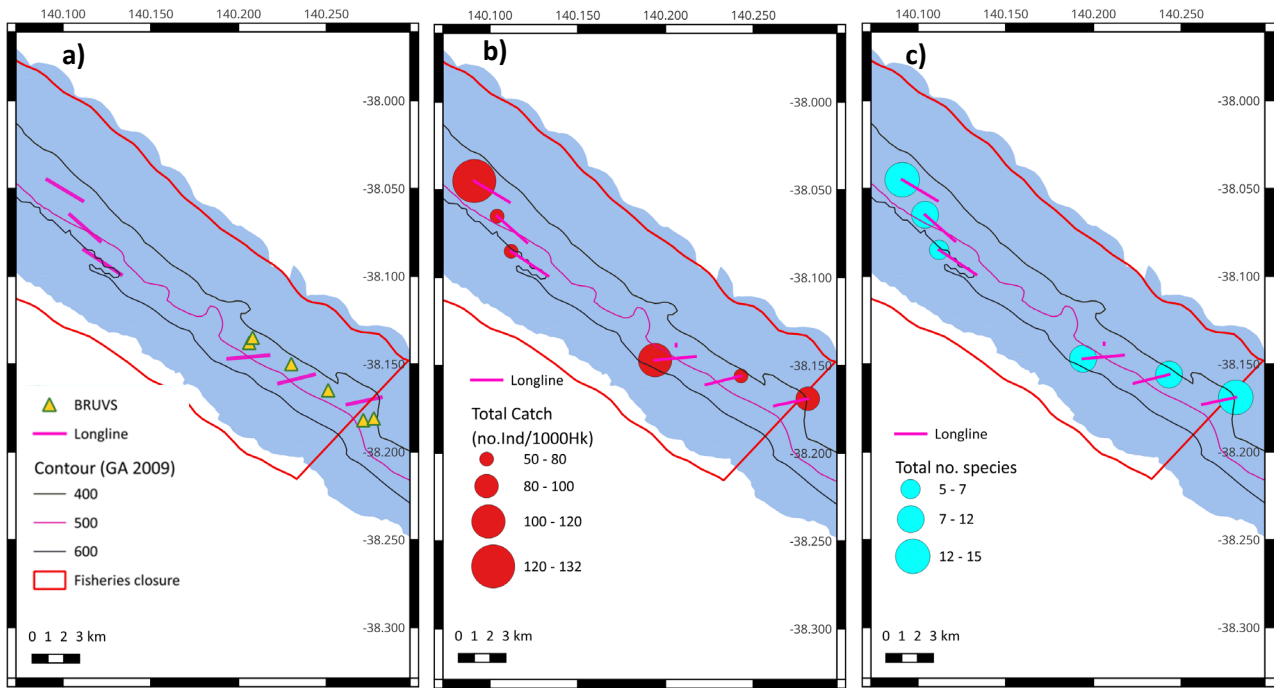 140.100 140.150 140.200 140.250
a)
-38.000
-38.050
-38.100
-38.150
-38.200
-38.250
-38.300
BRUVS
Longline
Contour (GA 2009)
400
500
600
Fisheries closure
0 1 2 3 km
140.100 140.150 140.200 140.250
b)
-38.000
-38.050
-38.100
-38.150
-38.200
-38.250
-38.300
Longline
Total Catch
(no.Ind/1000Hk)
50 - 80
80 - 100
100 - 120
120 - 132
0 1 2 3 km
140.100 140.150 140.200 140.250
c)
-38.000
-38.050
-38.100
-38.150
-38.200
-38.250
-38.300
Longline
Total no. species
5 - 7
7 - 12
12 - 15
0 1 2 3 km